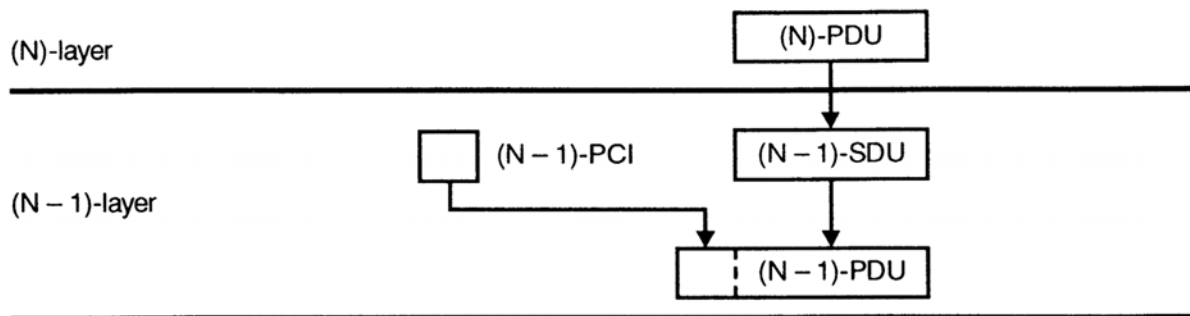 (N)-layer
(N)-PDU
(N – 1)-PCI
(N – 1)-SDU
(N – 1)-layer
(N – 1)-PDU